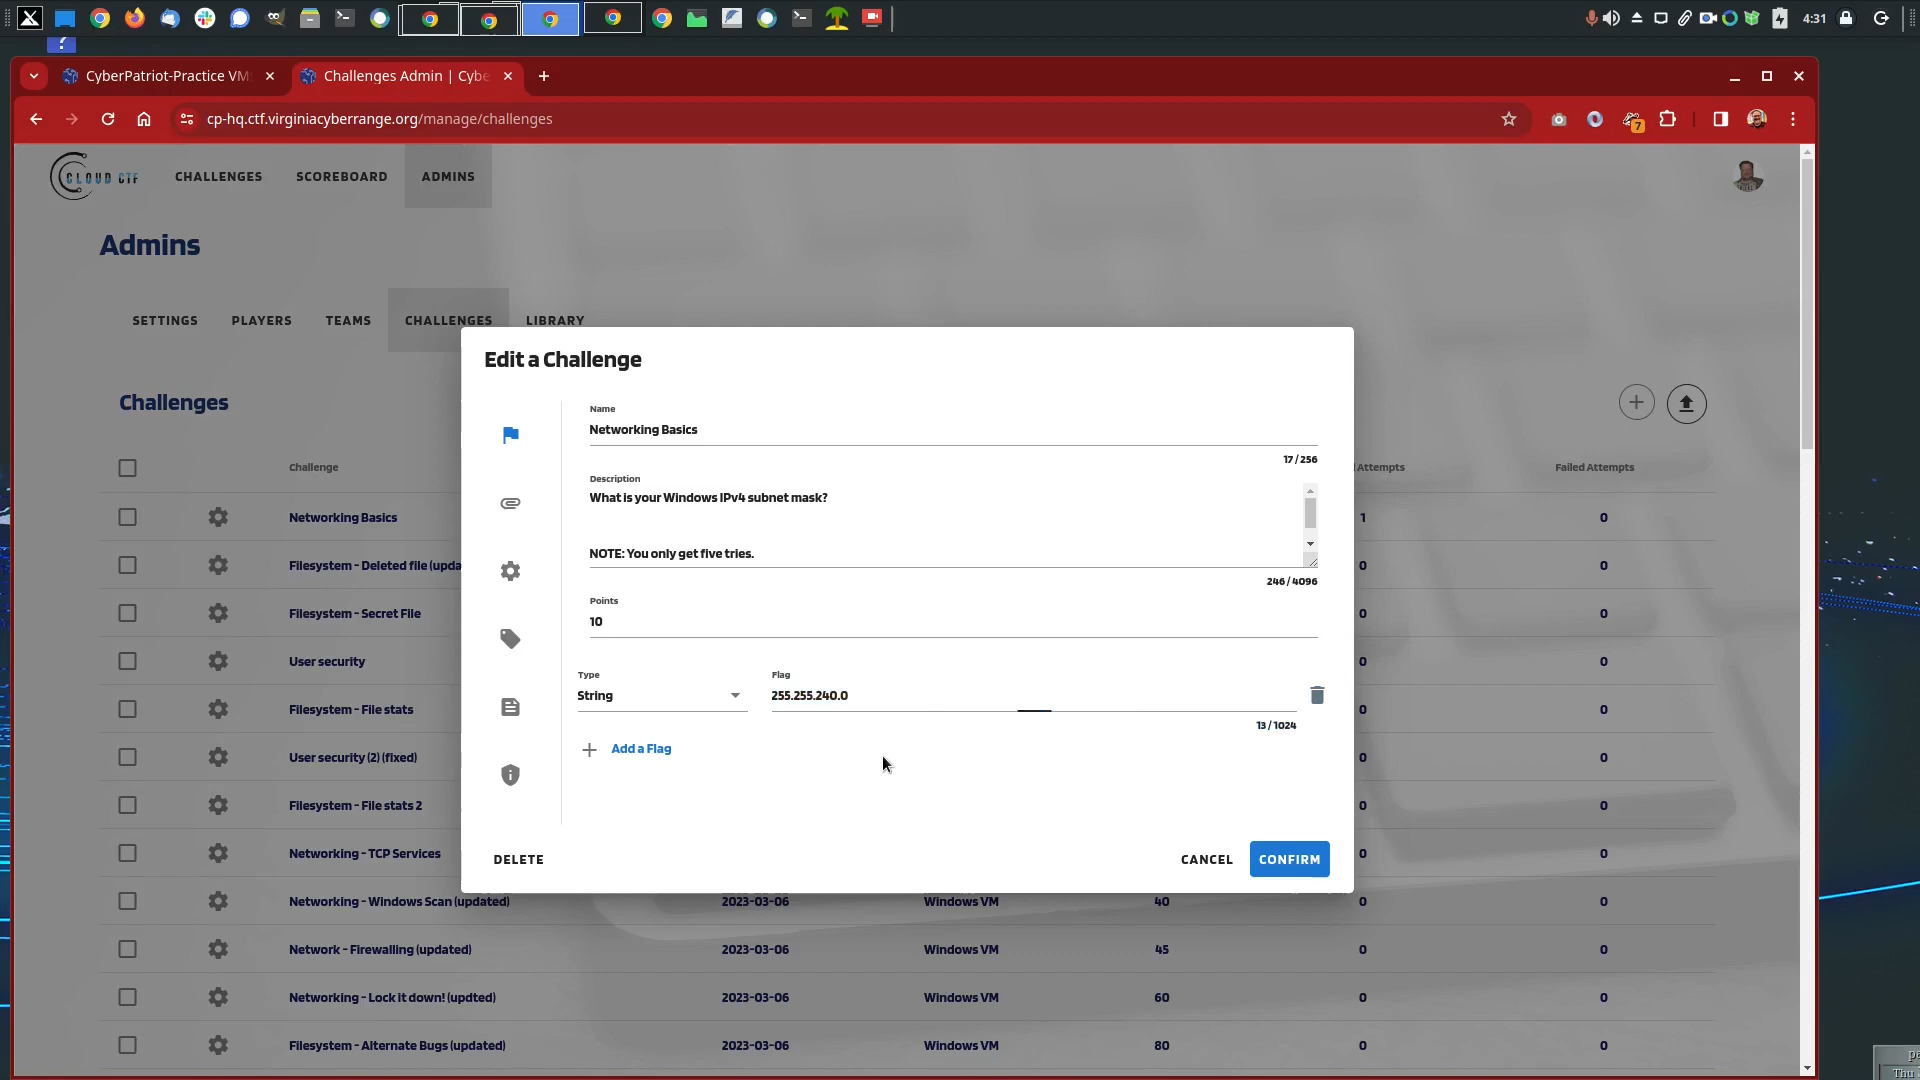 4:31
?
CyberPatriot-Practice VM
Challenges Admin | Cybe
cp-hq.ctf.virginiacyberrange.org/manage/challenges
7
CLOUD CTF
CHALLENGES
SCOREBOARD
ADMINS
Admins
SETTINGS
PLAYERS
TEAMS
CHALLENGES
LIBRARY
Challenges
Challenge
Attempts
Failed Attempts
Networking Basics
1
0
Filesystem - Deleted file (upda
0
0
Filesystem - Secret File
0
0
User security
0
0
Filesystem - File stats
0
0
User security (2) (fixed)
0
0
Filesystem - File stats 2
0
0
Networking - TCP Services
0
0
Networking - Windows Scan (updated)
2023-03-06
Windows VM
40
0
0
Network - Firewalling (updated)
2023-03-06
Windows VM
45
0
0
Networking - Lock it down! (updted)
2023-03-06
Windows VM
60
0
0
Filesystem - Alternate Bugs (updated)
2023-03-06
Windows VM
80
0
0
Edit a Challenge
Name
Networking Basics
17 / 256
Description
What is your Windows IPv4 subnet mask?
NOTE: You only get five tries.
246 / 4096
Points
10
Type
String
Flag
255.255.240.0
13 / 1024
Add a Flag
DELETE
CANCEL
CONFIRM
Thu